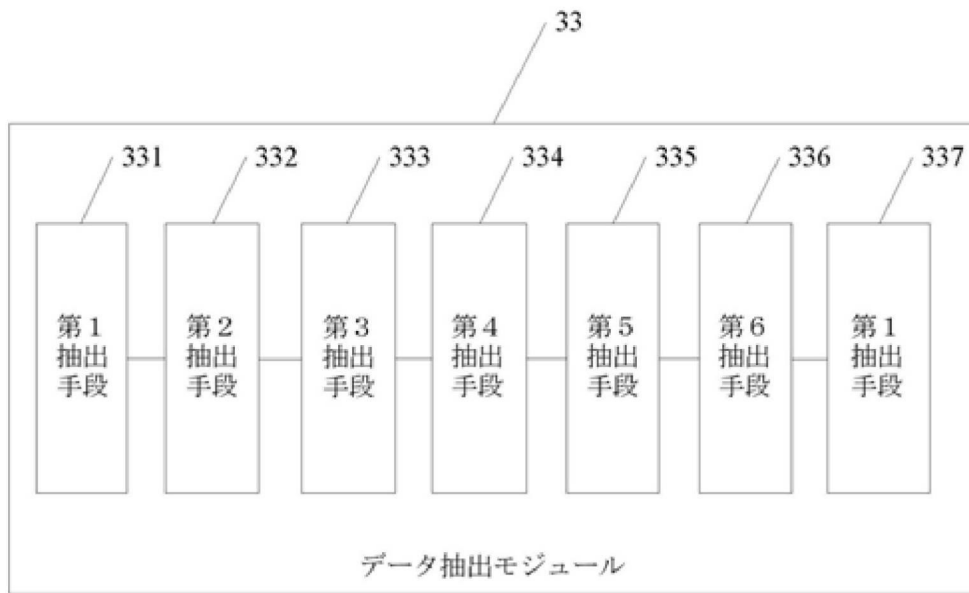 33
331
332
333
334
335
336
337
第１
抽出
手段
第２
抽出
手段
第３
抽出
手段
第４
抽出
手段
第５
抽出
手段
第６
抽出
手段
第１
抽出
手段
データ抽出モジュール